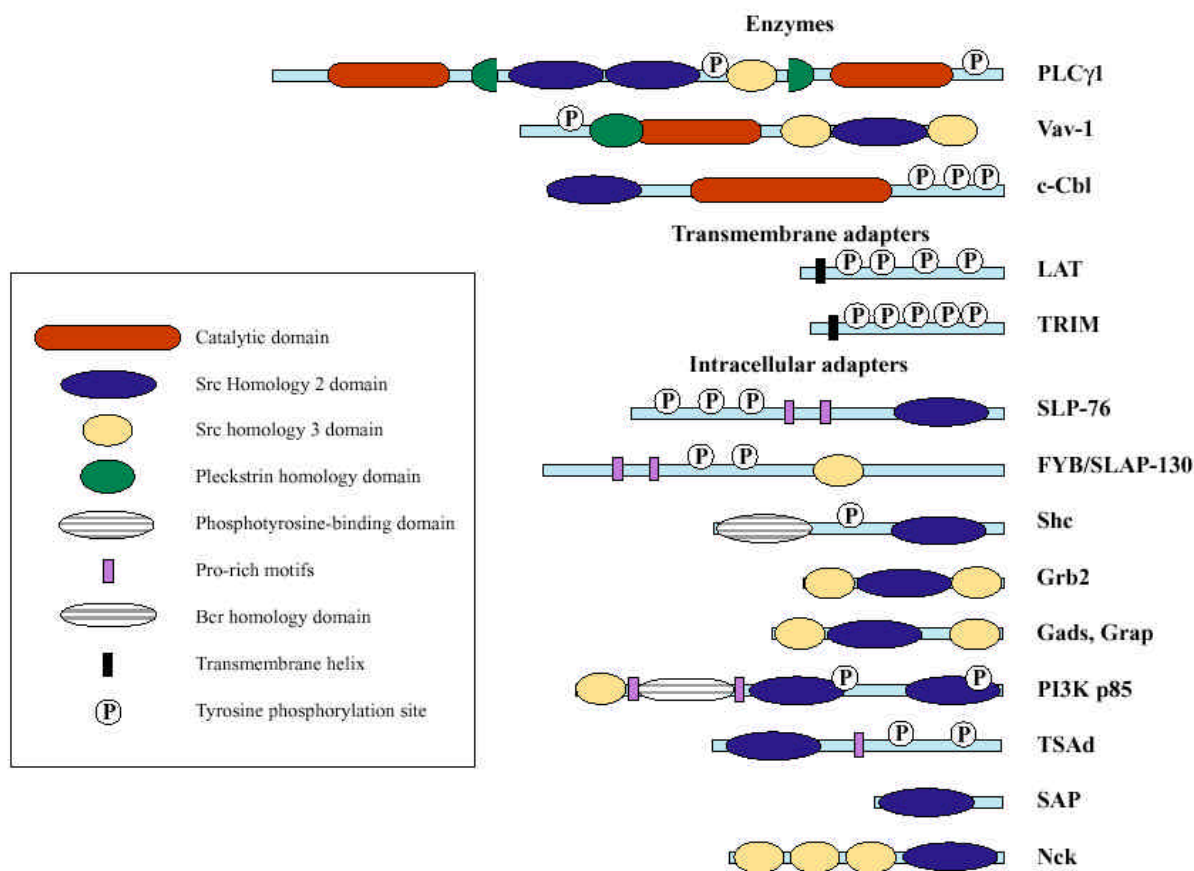 Enzymes
P P
PLCγ1
P
Vav-1
P P P
c-Cbl
Transmembrane adapters
P P P P
LAT
P P P P P
TRIM
Intracellular adapters
P P P
SLP-76
P P
FYB/SLAP-130
P
Shc
Grb2
Gads, Grap
P P
PI3K p85
P P
TSAd
SAP
Nck
Catalytic domain
Src Homology 2 domain
Src homology 3 domain
Pleckstrin homology domain
Phosphotyrosine-binding domain
Pro-rich motifs
Bcr homology domain
Transmembrane helix
P Tyrosine phosphorylation site